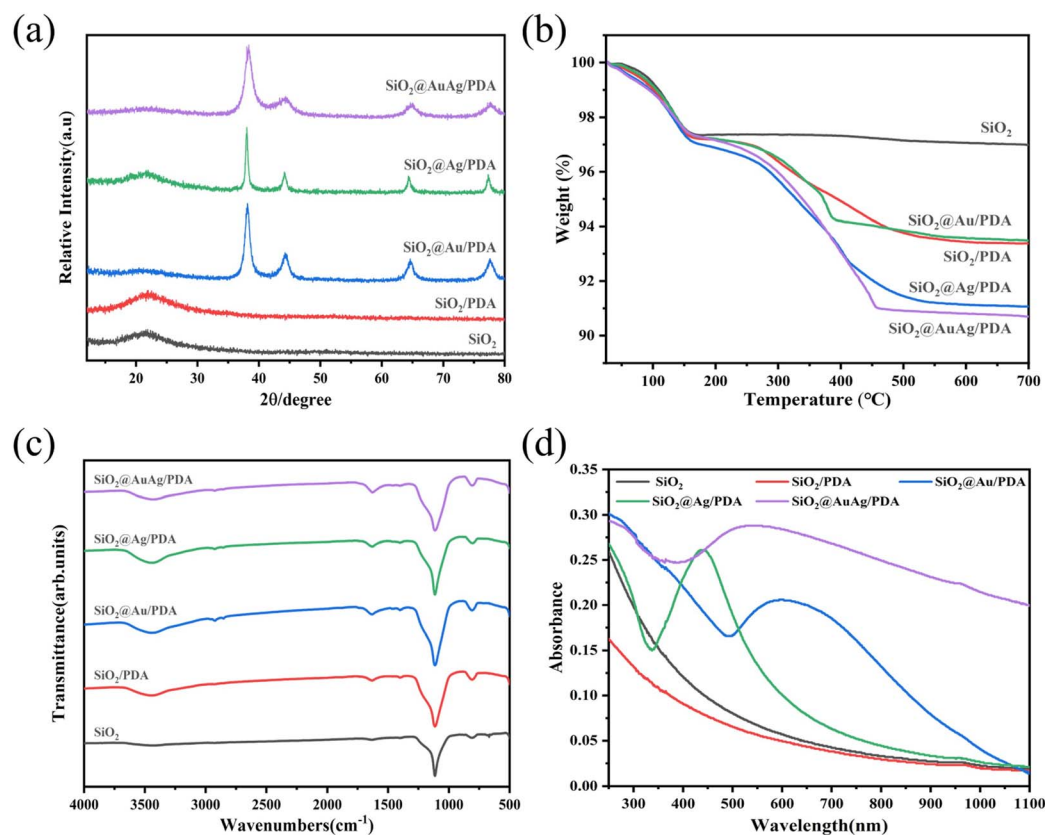 (a)
Relative Intensity(a.u)
SiO₂@AuAg/PDA
SiO₂@Ag/PDA
SiO₂@Au/PDA
SiO₂/PDA
SiO₂
20 30 40 50 60 70 80
2θ/degree
(b)
Weight (%)
100
98
96
94
92
90
SiO₂
SiO₂@Au/PDA
SiO₂/PDA
SiO₂@Ag/PDA
SiO₂@AuAg/PDA
100 200 300 400 500 600 700
Temperature (℃)
(c)
Transmittance(arb.units)
SiO₂@AuAg/PDA
SiO₂@Ag/PDA
SiO₂@Au/PDA
SiO₂/PDA
SiO₂
4000 3500 3000 2500 2000 1500 1000 500
Wavenumbers(cm⁻¹)
(d)
Absorbance
0.35
0.30
0.25
0.20
0.15
0.10
0.05
0.00
SiO₂ SiO₂/PDA SiO₂@Au/PDA
SiO₂@Ag/PDA SiO₂@AuAg/PDA
300 400 500 600 700 800 900 1000 1100
Wavelength(nm)